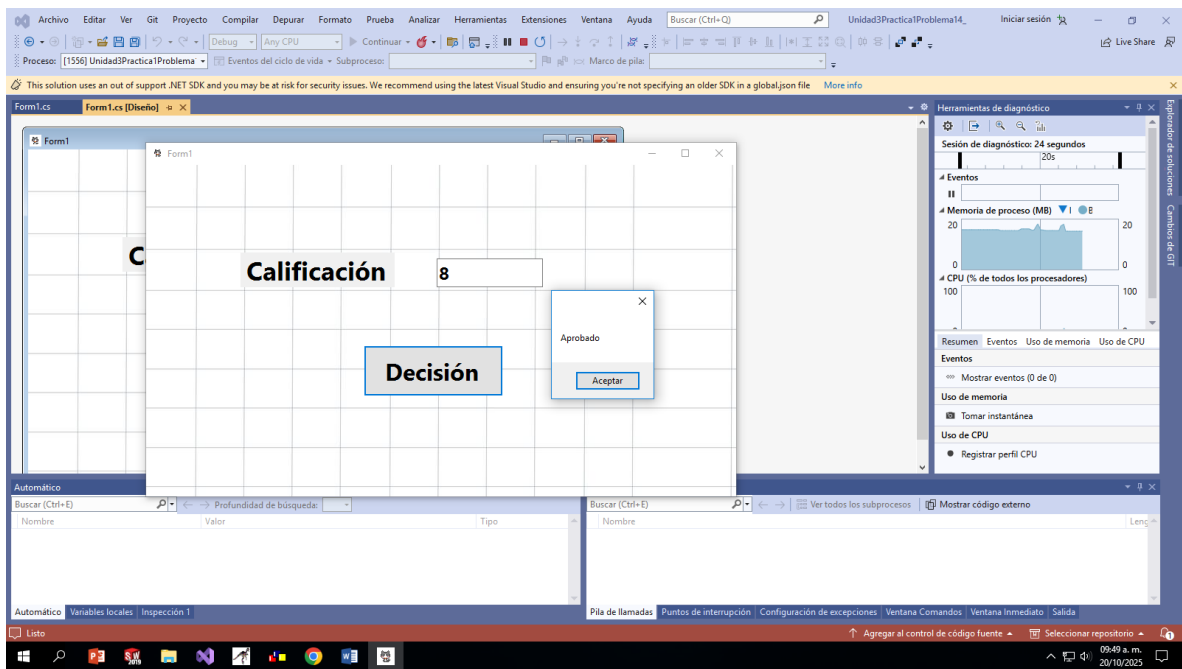 Archivo Editar Ver Git Proyecto Compilar Depurar Formato Prueba Analizar Herramientas Extensiones Ventana Ayuda Buscar (Ctrl+Q) Unidad3Practica1Problema14_ Iniciar sesión
Debug Any CPU Continuar Live Share
Proceso: [1556] Unidad3Practica1Problema Eventos del ciclo de vida Subproceso: Marco de pila:
This solution uses an out of support .NET SDK and you may be at risk for security issues. We recommend using the latest Visual Studio and ensuring you're not specifying an older SDK in a global.json file More info
Form1.cs Form1.cs [Diseño]
Form1
Form1
C
Calificación 8
Aprobado
Aceptar
Decisión
Herramientas de diagnóstico
Sesión de diagnóstico: 24 segundos
20s
Eventos
Memoria de proceso (MB)
20 20
0 0
CPU (% de todos los procesadores)
100 100
Resumen Eventos Uso de memoria Uso de CPU
Eventos
Mostrar eventos (0 de 0)
Uso de memoria
Tomar instantánea
Uso de CPU
Registrar perfil CPU
Explorador de soluciones
Cambios de GIT
Automático
Buscar (Ctrl+E) Profundidad de búsqueda:
Nombre Valor Tipo
Automático Variables locales Inspección 1
Buscar (Ctrl+E) Ver todos los subprocesos Mostrar código externo
Nombre Leng
Pila de llamadas Puntos de interrupción Configuración de excepciones Ventana Comandos Ventana Inmediato Salida
Listo Agregar al control de código fuente Seleccionar repositorio
09:49 a. m.
20/10/2025